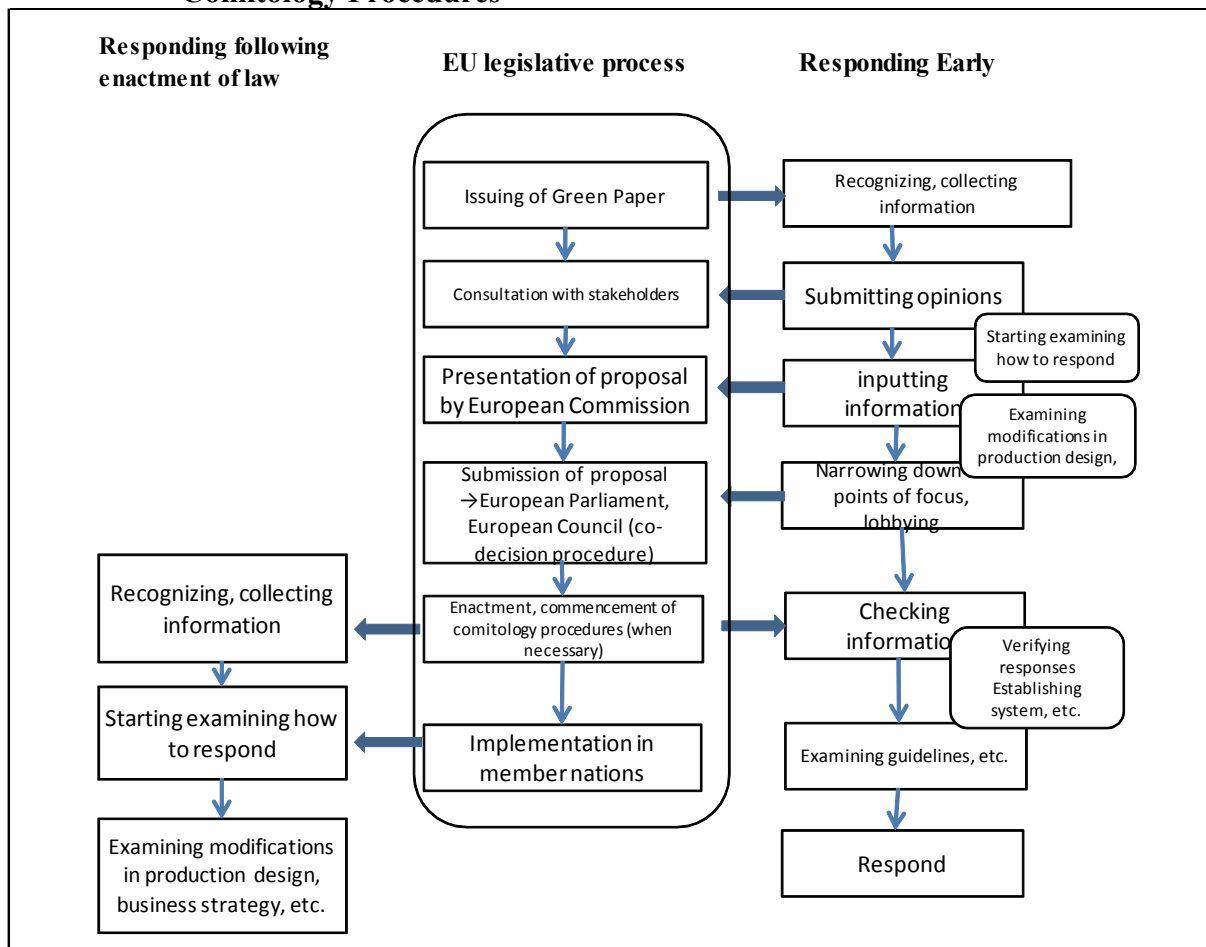 Comitology Procedures
Responding following
enactment of law
EU legislative process
Responding Early
Issuing of Green Paper
Recognizing, collecting
information
Consultation with stakeholders
Submitting opinions
Starting examining
how to respond
Presentation of proposal
by European Commission
inputting
information
Examining
modifications in
production design,
Submission of proposal
→European Parliament,
European Council (co-
decision procedure)
Narrowing down
points of focus,
lobbying
Recognizing, collecting
information
Enactment, commencement of
comitology procedures (when
necessary)
Checking
information
Verifying
responses
Establishing
system, etc.
Starting examining how
to respond
Implementation in
member nations
Examining guidelines, etc.
Examining modifications
in production design,
business strategy, etc.
Respond